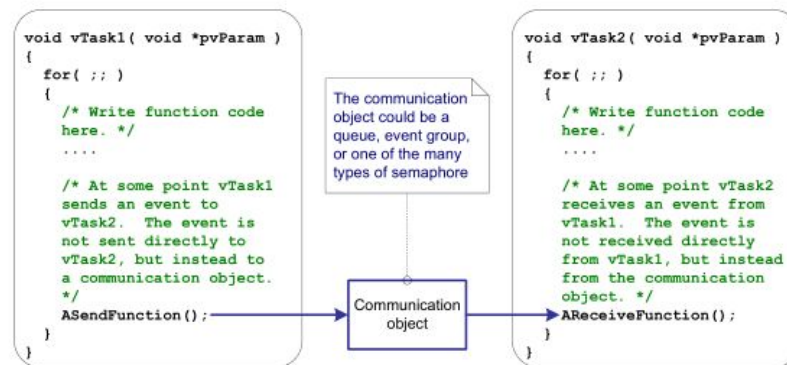 void vTask1( void *pvParam )
{
for( ;; )
{
/* Write function code
here. */
....
/* At some point vTask1
sends an event to
vTask2. The event is
not sent directly to
vTask2, but instead to
a communication object.
*/
ASendFunction();
}
}
The communication
object could be a
queue, event group,
or one of the many
types of semaphore
Communication
object
void vTask2( void *pvParam )
{
for( ;; )
{
/* Write function code
here. */
....
/* At some point vTask2
receives an event from
vTask1. The event is
not received directly
from vTask1, but instead
from the communication
object. */
AReceiveFunction();
}
}